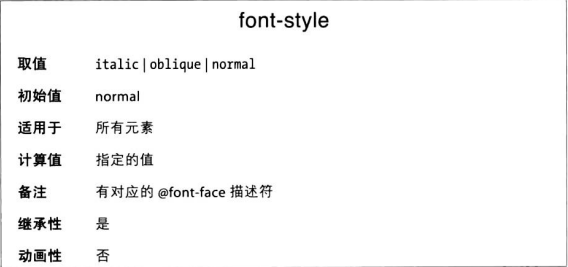 font-style
取值 italic | oblique | normal
初始值 normal
适用于 所有元素
计算值 指定的值
备注 有对应的 @font-face 描述符
继承性 是
动画性 否